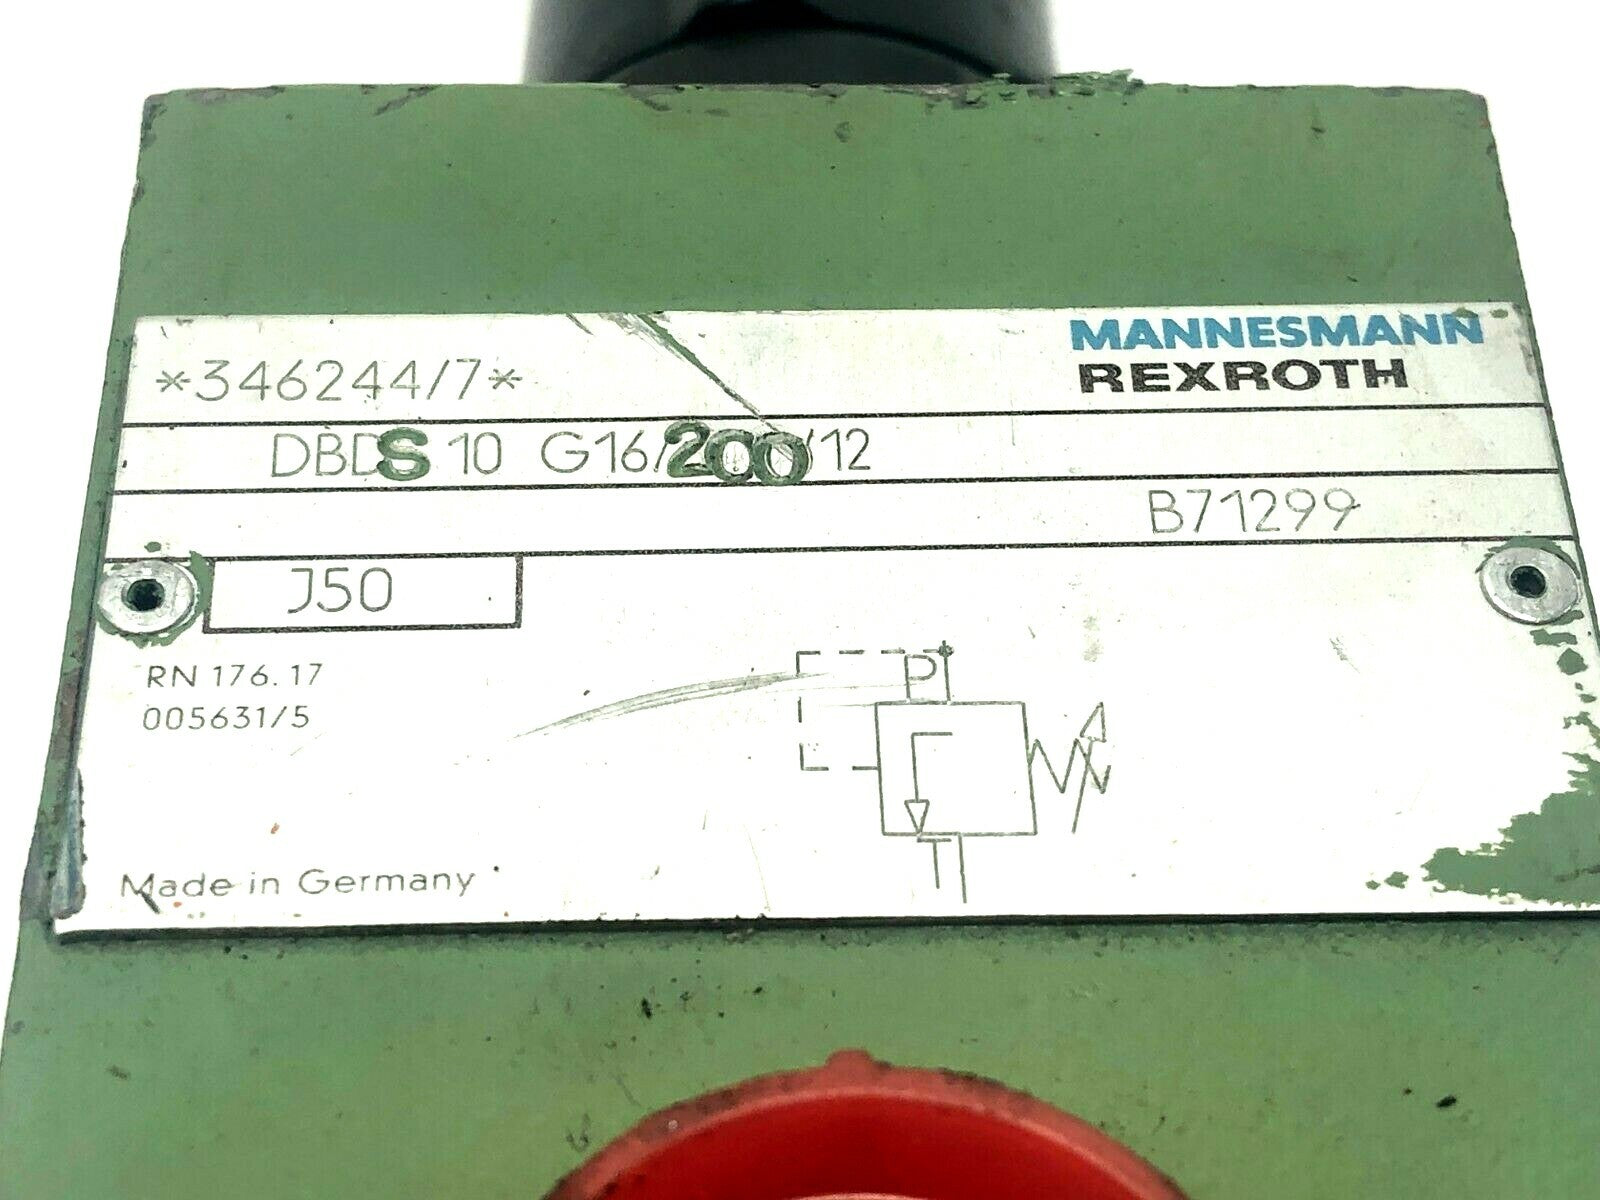 *346244/7*
MANNESMANN
REXROTH
DBDS 10 G16/200/12
B71299
J50
RN 176.17
005631/5
P
T
Made in Germany